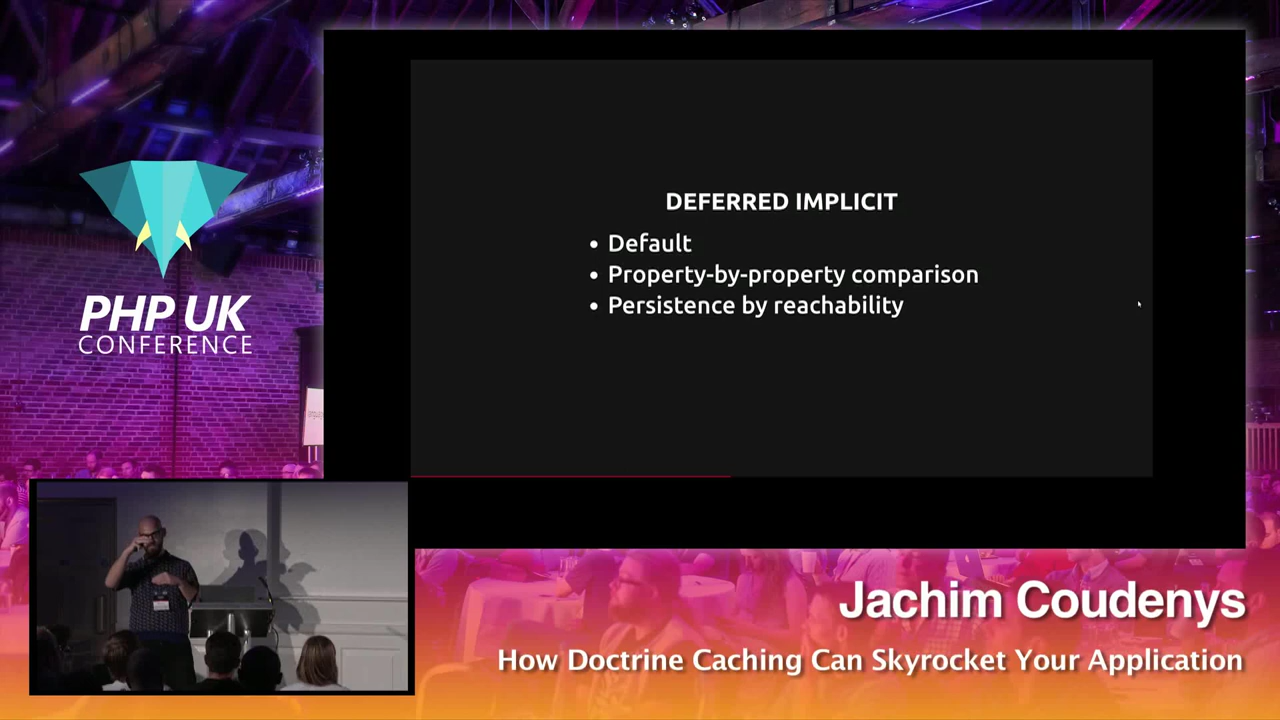 DEFERRED IMPLICIT
• Default
• Property-by-property comparison
• Persistence by reachability
PHP UK
CONFERENCE
Jachim Coudenys
How Doctrine Caching Can Skyrocket Your Application